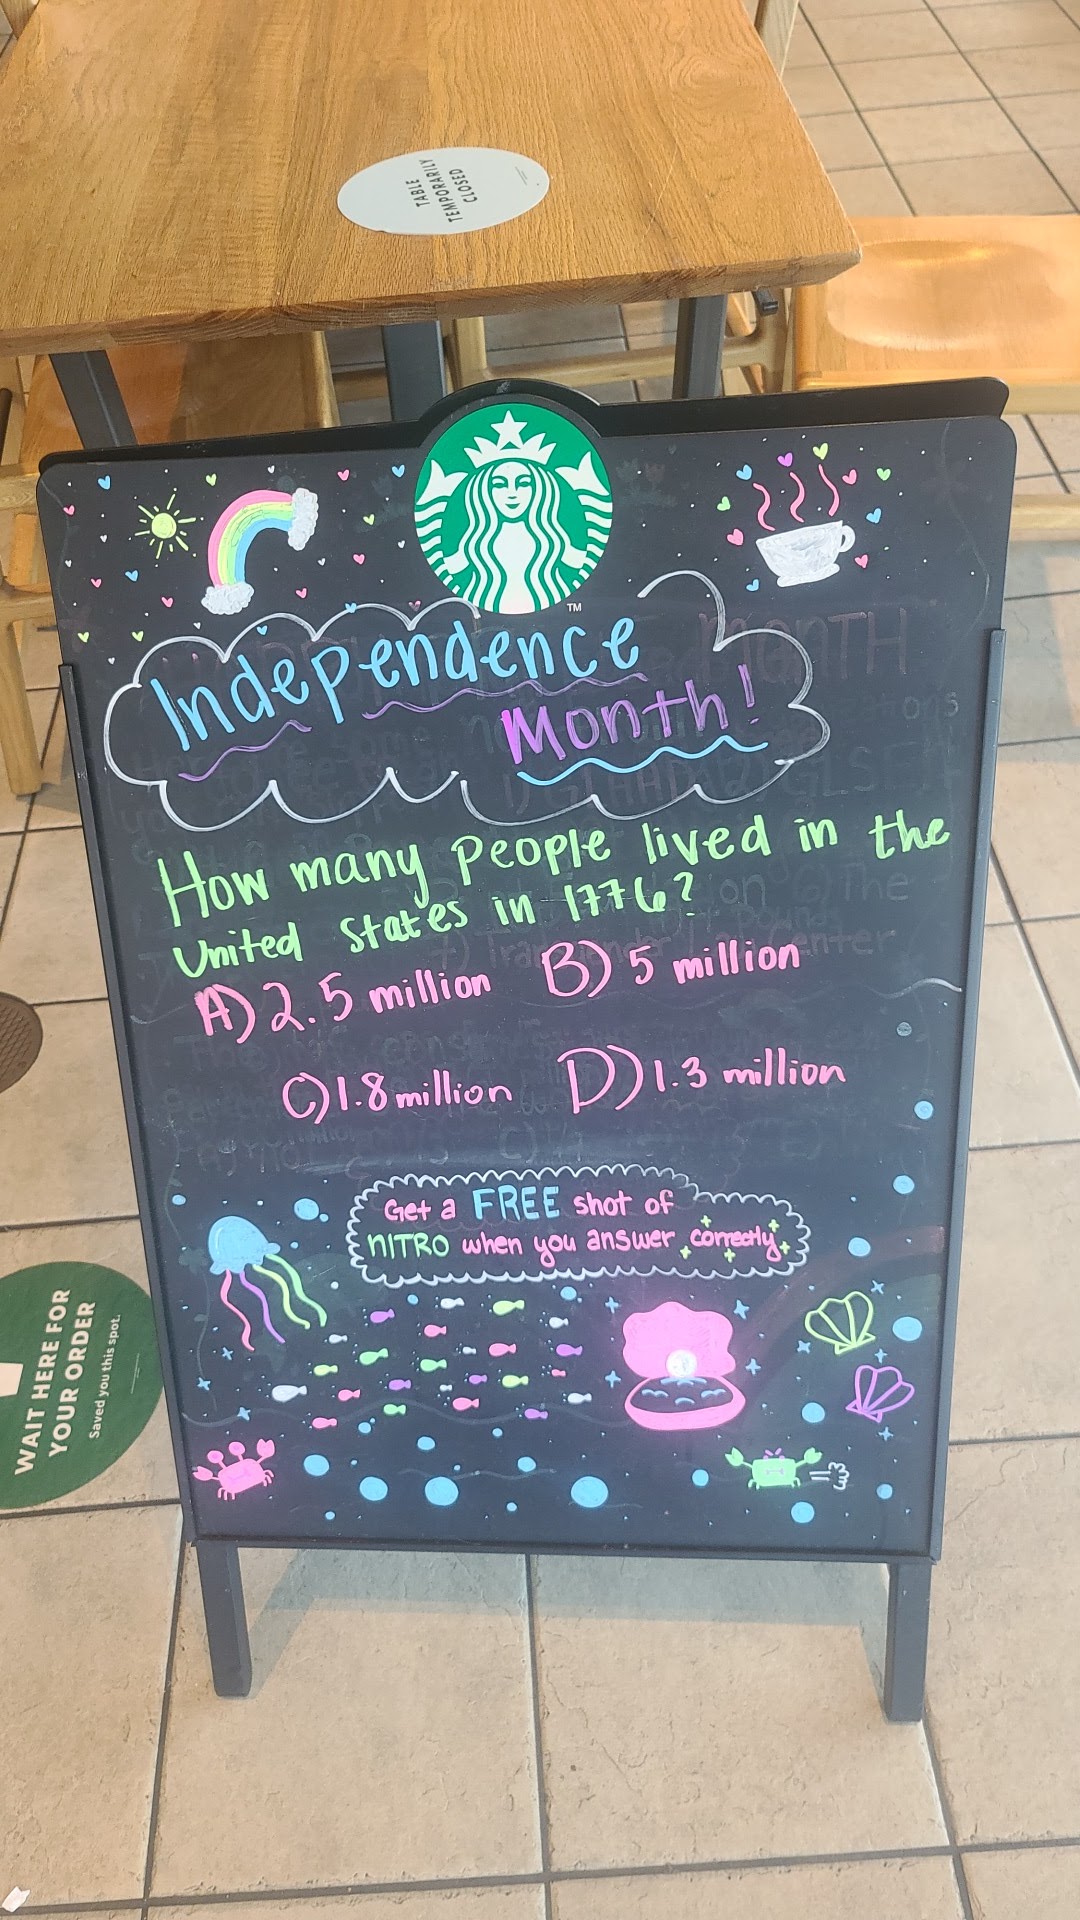 TABLE
TEMPORARILY
CLOSED
TM
Independence
Month!
How many people lived in the
United States in 1776?
A) 2.5 million B) 5 million
C) 1.8 million D) 1.3 million
Get a FREE shot of
NITRO when you answer correctly
WAIT HERE FOR
YOUR ORDER
Saved you this spot.